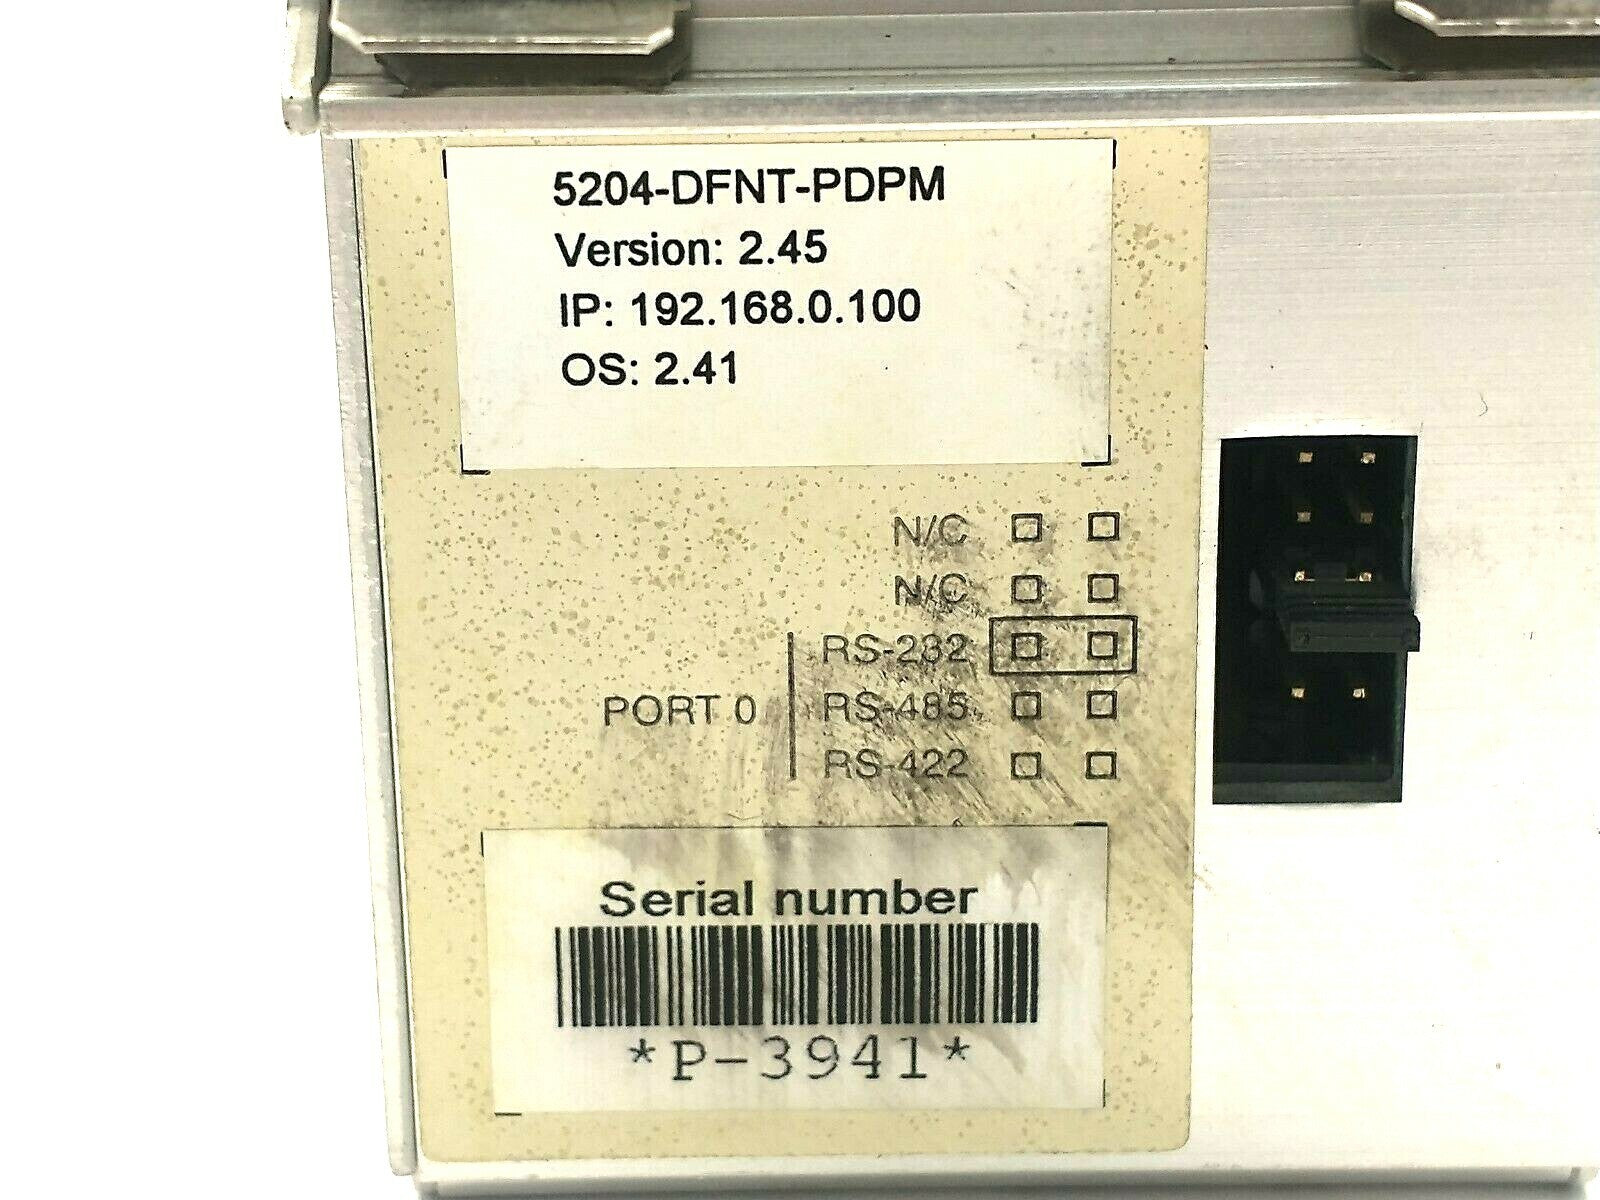 5204-DFNT-PDPM
Version: 2.45
IP: 192.168.0.100
OS: 2.41
N/C
N/C
RS-232
PORT 0 RS-485
RS-422
Serial number
*P-3941*